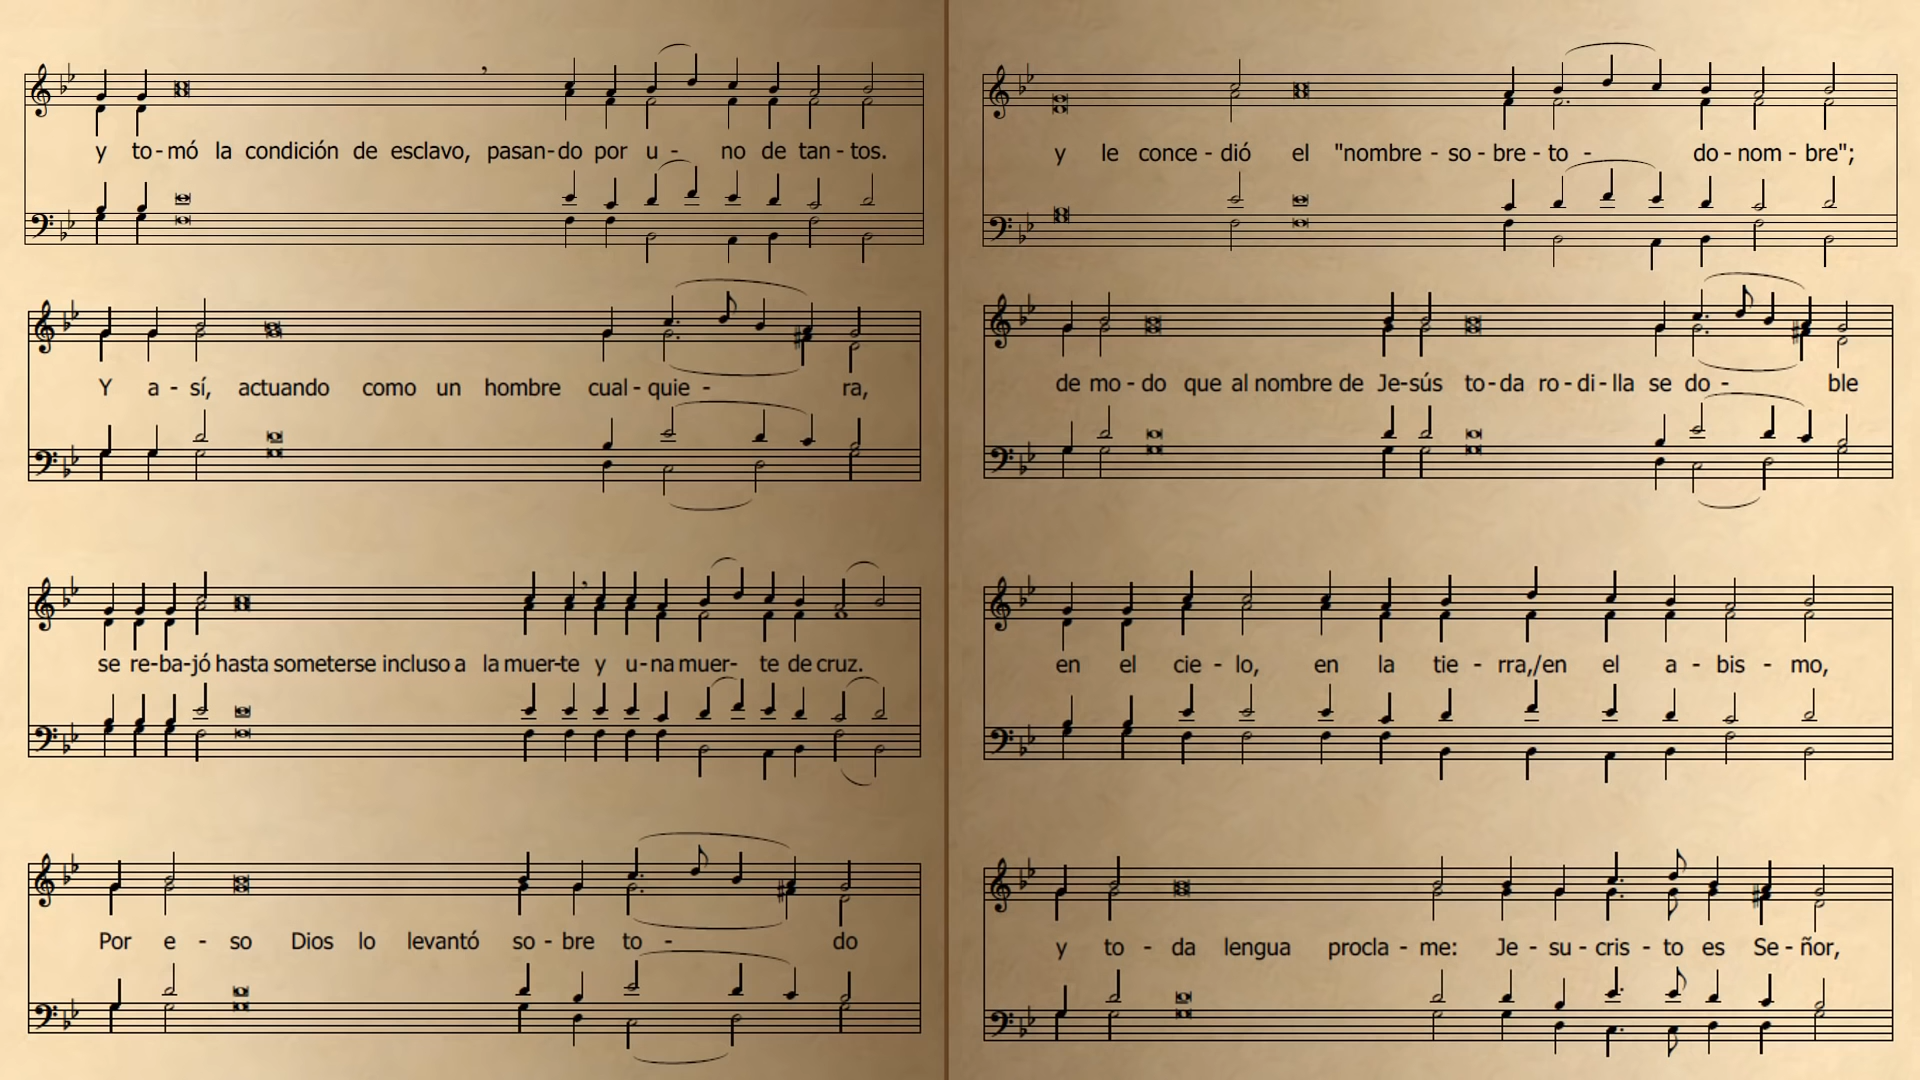 y to-mó la condición de esclavo, pasan-do por u - no de tan-tos.
Y a - sí, actuando como un hombre cual-quie - ra,
se re-ba-jó hasta someterse incluso a la muer-te y u-na muer- te de cruz.
Por e - so Dios lo levantó so - bre to - do
y le conce - dió el "nombre - so - bre - to - do - nom - bre";
de mo - do que al nombre de Je-sús to-da ro-di-lla se do - ble
en el cie - lo, en la tie - rra,/en el a - bis - mo,
y to - da lengua procla - me: Je - su - cris - to es Se - ñor,